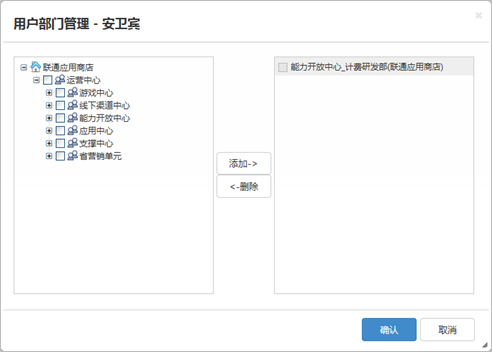 用户部门管理 - 安卫宾
联通应用商店
运营中心
游戏中心
线下渠道中心
能力开放中心
应用中心
支撑中心
省营销单元
能力开放中心_计费研发部(联通应用商店)
添加->
<-删除
确认
取消